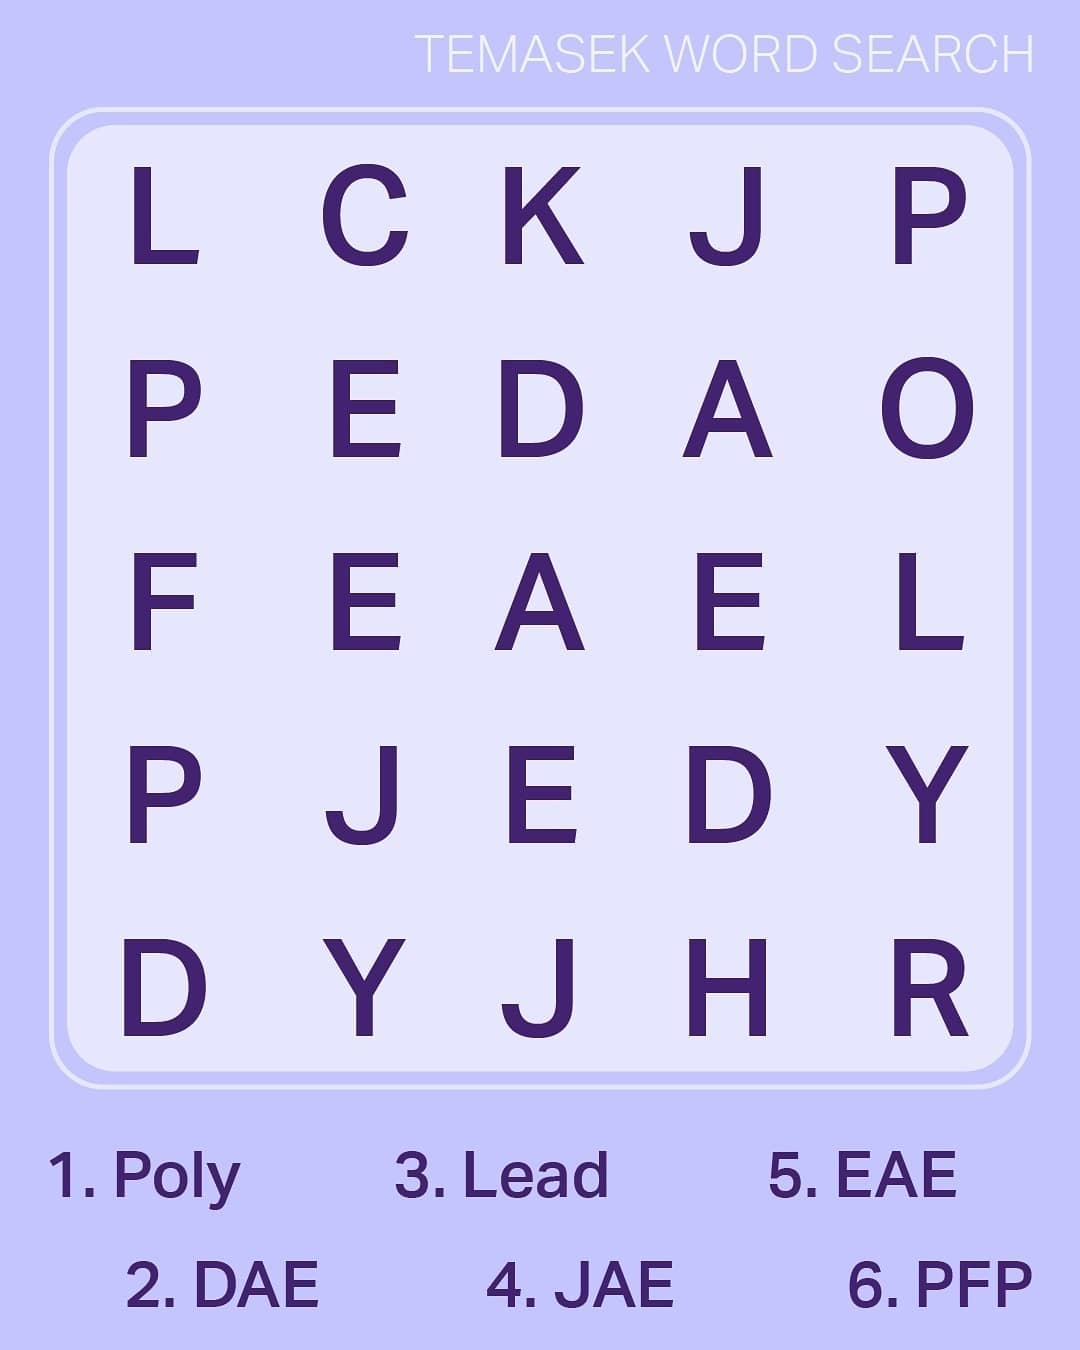 TEMASEK WORD SEARCH
L C K J P
P E D A O
F E A E L
P J E D Y
D Y J H R
1. Poly 3. Lead 5. EAE
2. DAE 4. JAE 6. PFP